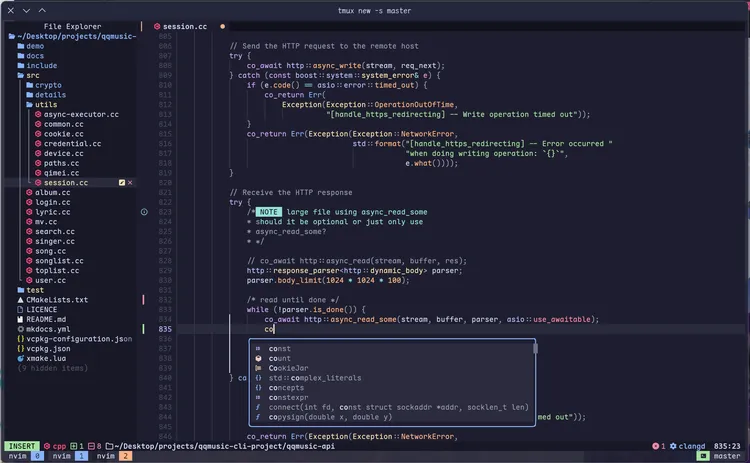 tmux new -s master
File Explorer
session.cc
~/Desktop/projects/qqmusic-
demo
docs
include
src
crypto
details
utils
async-executor.cc
common.cc
cookie.cc
credential.cc
device.cc
paths.cc
qimei.cc
session.cc
album.cc
login.cc
lyric.cc
mv.cc
search.cc
singer.cc
song.cc
songlist.cc
toplist.cc
user.cc
test
CMakeLists.txt
LICENCE
README.md
mkdocs.yml
vcpkg-configuration.json
vcpkg.json
xmake.lua
(9 hidden items)
805
806 // Send the HTTP request to the remote host
807 try {
808 co_await http::async_write(stream, req_next);
809 } catch (const boost::system::system_error& e) {
810 if (e.code() == asio::error::timed_out) {
811 co_return Err(
812 Exception(Exception::OperationOutOfTime,
813 "[handle_https_redirecting] -- Write operation timed out"));
814 }
815 co_return Err(Exception(Exception::NetworkError,
816 std::format("[handle_https_redirecting] -- Error occurred "
817 "when doing writing operation: `{}`",
818 e.what())));
819 }
820
821 // Receive the HTTP response
822 try {
823 /* NOTE large file using async_read_some
824 * should it be optional or just only use
825 * async_read_some?
826 * */
827
828 // co_await http::async_read(stream, buffer, res);
829 http::response_parser<http::dynamic_body> parser;
830 parser.body_limit(1024 * 1024 * 100);
831
832 /* read until done */
833 while (!parser.is_done()) {
834 co_await http::async_read_some(stream, buffer, parser, asio::use_awaitable);
835 co
836
837 const
838 count
839 CookieJar
840 } ca std::complex_literals
841 concepts
842 constexpr
843 connect(int fd, const struct sockaddr *addr, socklen_t len)
844 copysign(double x, double y) med out"));
845
846 co_return Err(Exception(Exception::NetworkError,
INSERT cpp 1 8 ~/Desktop/projects/qqmusic-cli-project/qqmusic-api 1 clangd 835:23
nvim 0 nvim 1 nvim 2 master